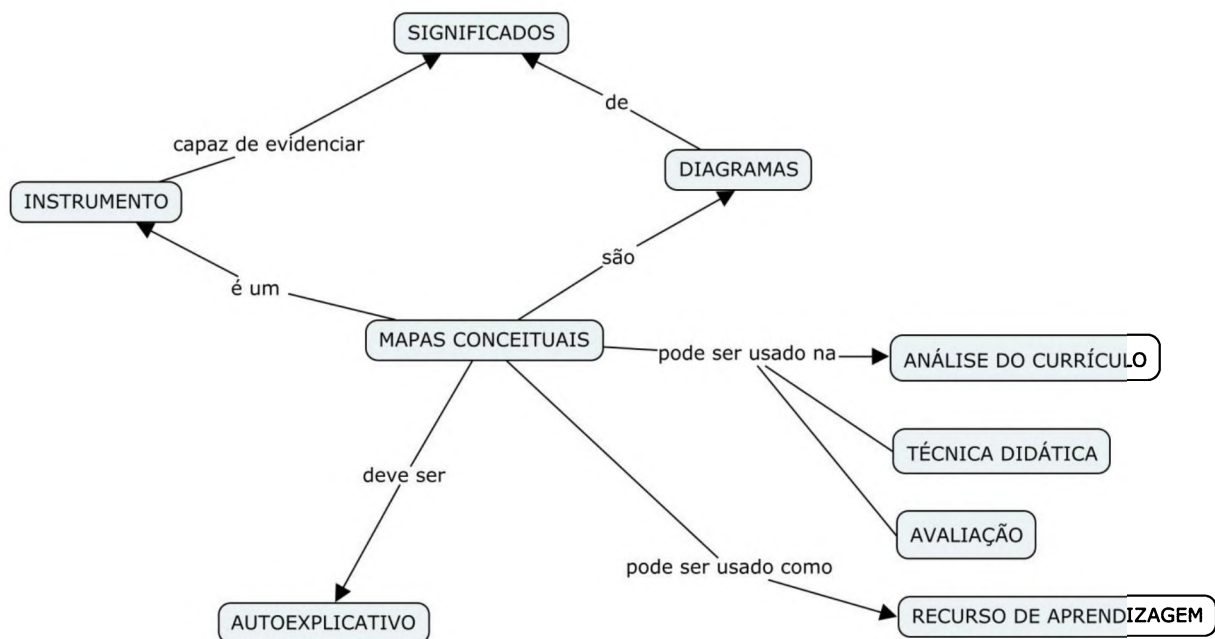 SIGNIFICADOS
de
capaz de evidenciar
DIAGRAMAS
INSTRUMENTO
são
é um
MAPAS CONCEITUAIS
pode ser usado na
ANÁLISE DO CURRÍCULO
TÉCNICA DIDÁTICA
deve ser
AVALIAÇÃO
pode ser usado como
RECURSO DE APRENDIZAGEM
AUTOEXPLICATIVO